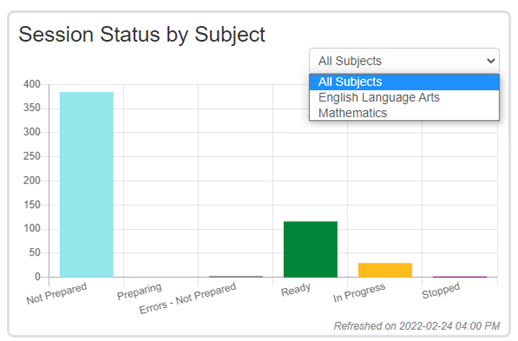 Session Status by Subject
All Subjects
All Subjects
English Language Arts
Mathematics
400
350
300
250
200
150
100
50
0
Not Prepared
Preparing
Errors - Not Prepared
Ready
In Progress
Stopped
Refreshed on 2022-02-24 04:00 PM